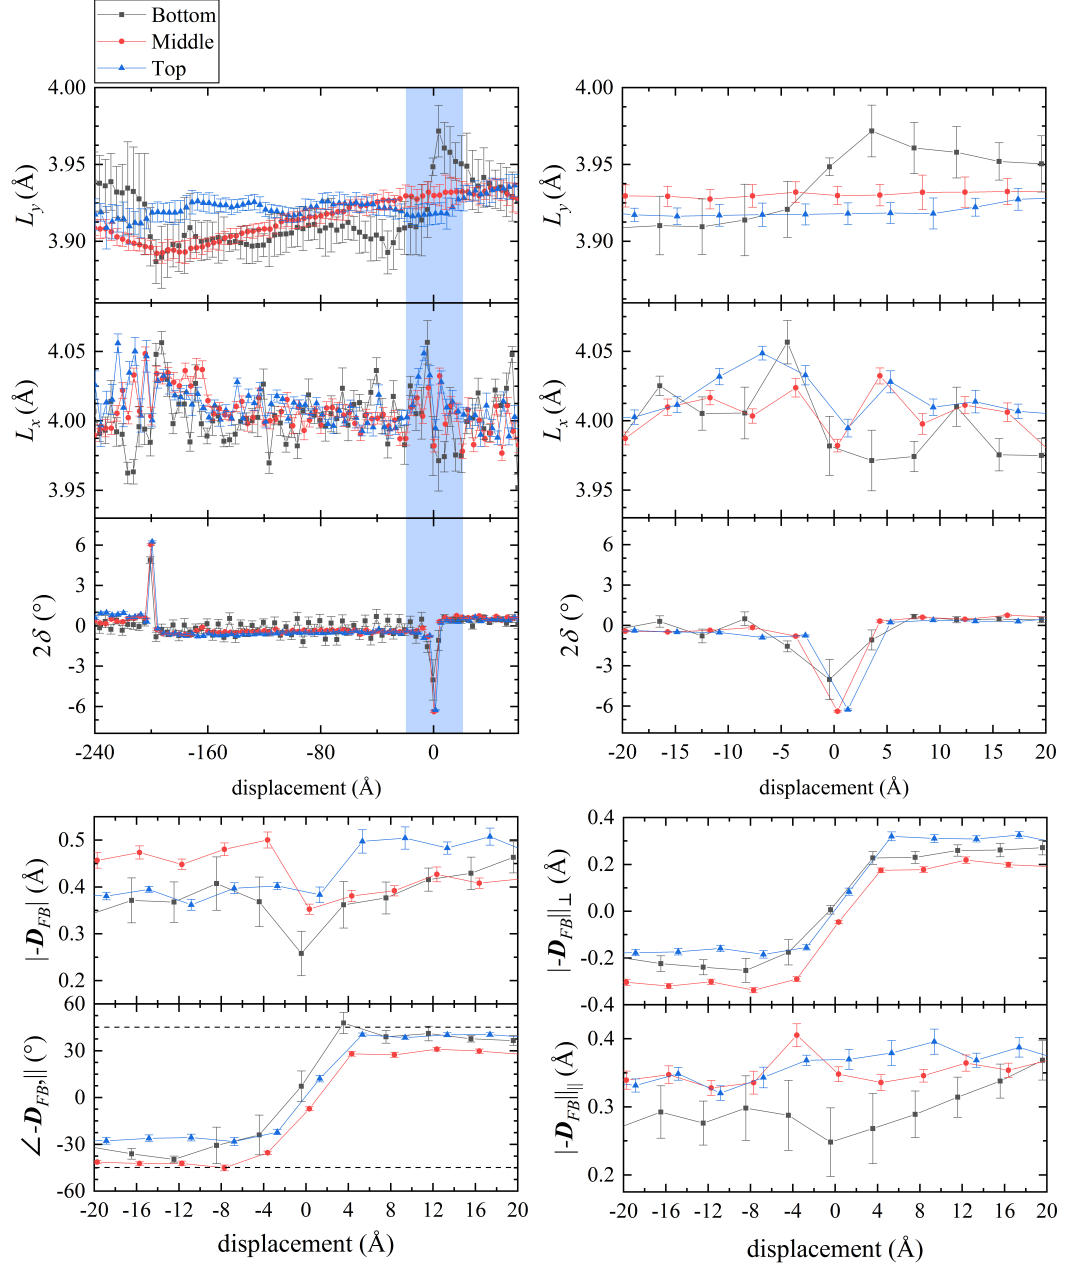 Bottom
Middle
Top
4.00
3.95
3.90
L_y (Å)
4.05
4.00
3.95
L_x (Å)
6
3
0
-3
-6
2δ (°)
-240 -160 -80 0
displacement (Å)
4.00
3.95
3.90
L_y (Å)
4.05
4.00
3.95
L_x (Å)
6
3
0
-3
-6
2δ (°)
-20 -15 -10 -5 0 5 10 15 20
displacement (Å)
0.5
0.4
0.3
0.2
|-D_FB| (Å)
60
30
0
-30
-60
∠-D_FB,|| (°)
-20 -16 -12 -8 -4 0 4 8 12 16 20
displacement (Å)
0.4
0.2
0.0
-0.2
-0.4
|-D_FB||⊥ (Å)
0.4
0.3
0.2
|-D_FB|||| (Å)
-20 -16 -12 -8 -4 0 4 8 12 16 20
displacement (Å)